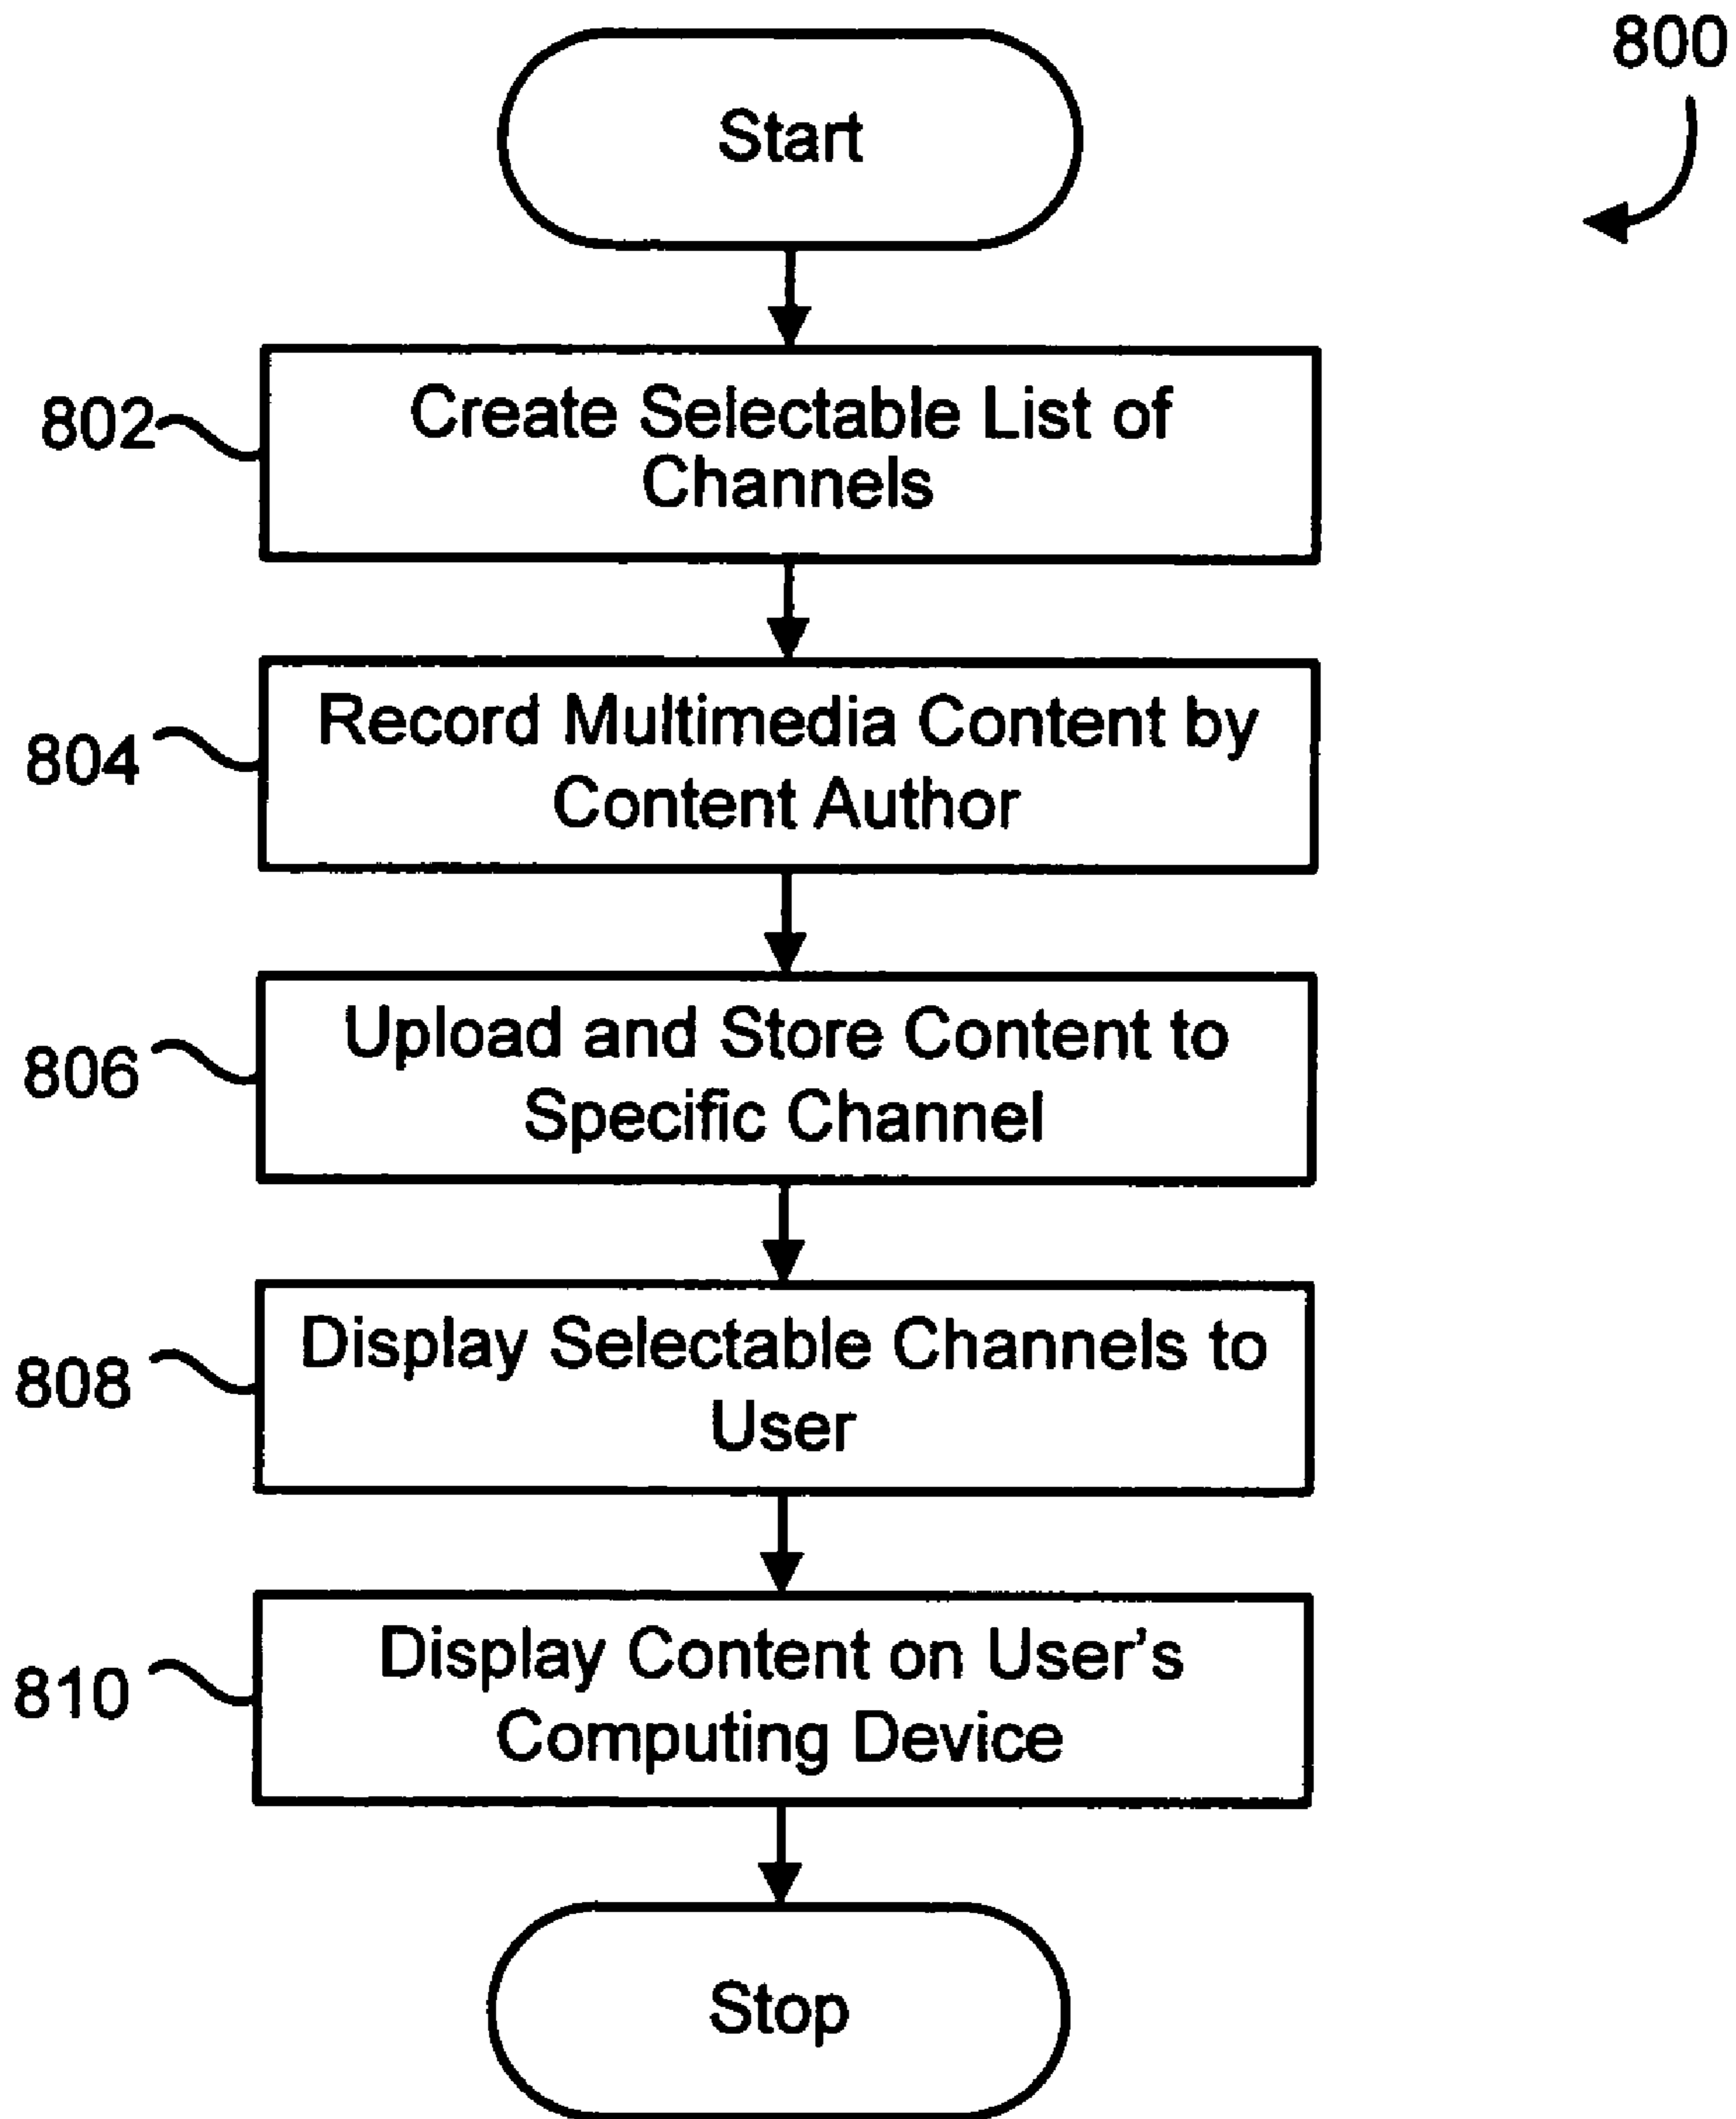 800
Start
802
Create Selectable List of
Channels
804
Record Multimedia Content by
Content Author
806
Upload and Store Content to
Specific Channel
808
Display Selectable Channels to
User
810
Display Content on User's
Computing Device
Stop